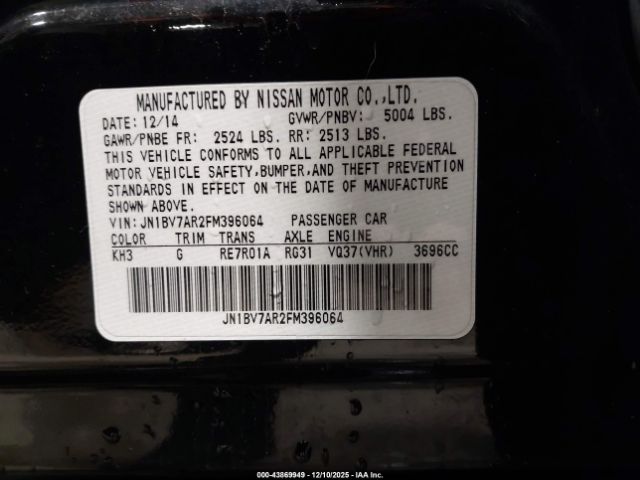 MANUFACTURED BY NISSAN MOTOR CO.,LTD.
DATE: 12/14 GVWR/PNBV: 5004 LBS.
GAWR/PNBE FR: 2524 LBS. RR: 2513 LBS.
THIS VEHICLE CONFORMS TO ALL APPLICABLE FEDERAL
MOTOR VEHICLE SAFETY, BUMPER, AND THEFT PREVENTION
STANDARDS IN EFFECT ON THE DATE OF MANUFACTURE
SHOWN ABOVE.
VIN: JN1BV7AR2FM396064 PASSENGER CAR
COLOR TRIM TRANS AXLE ENGINE
KH3 G RE7R01A RG31 VQ37(VHR) 3696CC
JN1BV7AR2FM396064
000-43869949 - 12/10/2025 - IAA Inc.